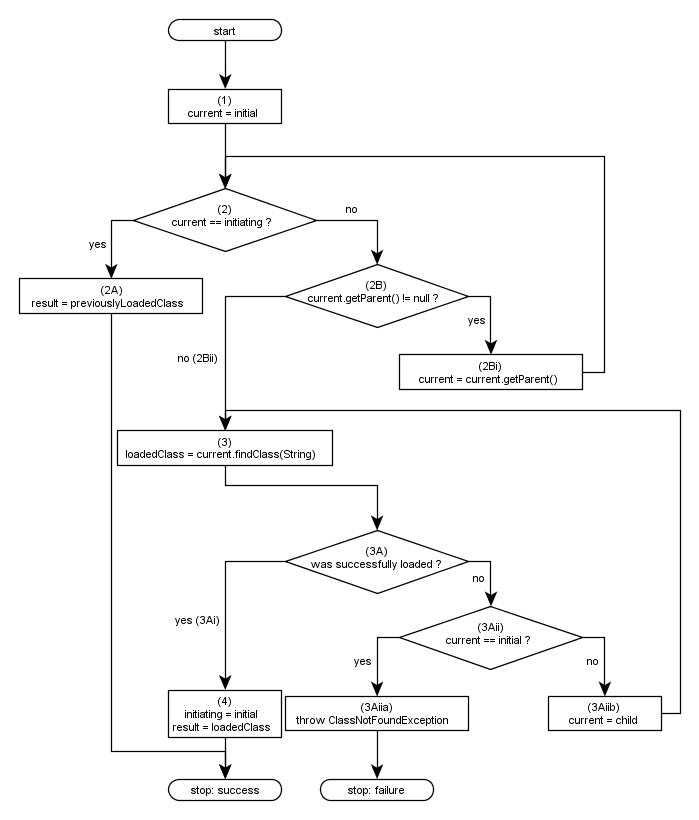 start
(1)
current = initial
(2)
current == initiating ?
no
yes
(2A)
result = previouslyLoadedClass
(2B)
current.getParent() != null ?
yes
no (2Bii)
(2Bi)
current = current.getParent()
(3)
loadedClass = current.findClass(String)
(3A)
was successfully loaded ?
no
yes (3Ai)
(3Aii)
current == initial ?
yes
no
(4)
initiating = initial
result = loadedClass
(3Aiia)
throw ClassNotFoundException
(3Aiib)
current = child
stop: success
stop: failure